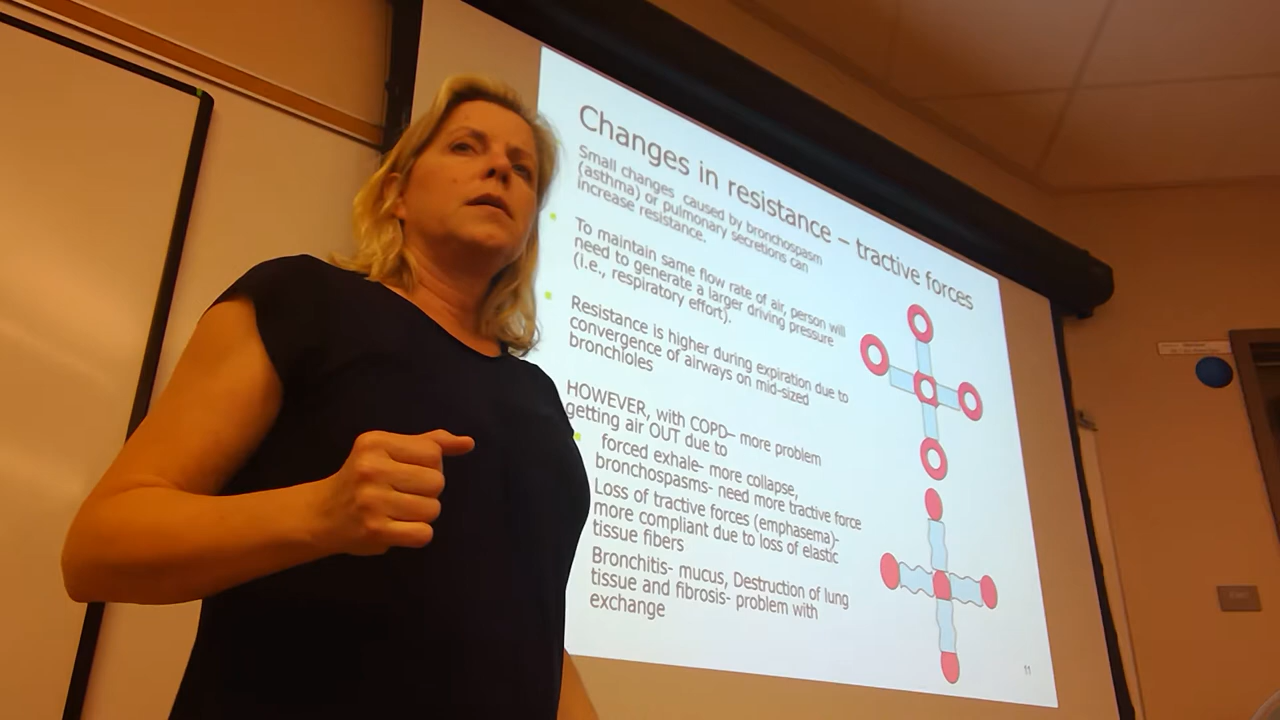 Changes in resistance – tractive forces
Small changes caused by bronchospasm
(asthma) or pulmonary secretions can
increase resistance.
To maintain same flow rate of air, person will
need to generate a larger driving pressure
(i.e., respiratory effort).
Resistance is higher during expiration due to
convergence of airways on mid-sized
bronchioles
HOWEVER, with COPD– more problem
getting air OUT due to
forced exhale- more collapse,
bronchospasms- need more tractive force
Loss of tractive forces (emphasema)-
more compliant due to loss of elastic
tissue fibers
Bronchitis- mucus, Destruction of lung
tissue and fibrosis- problem with
exchange
11